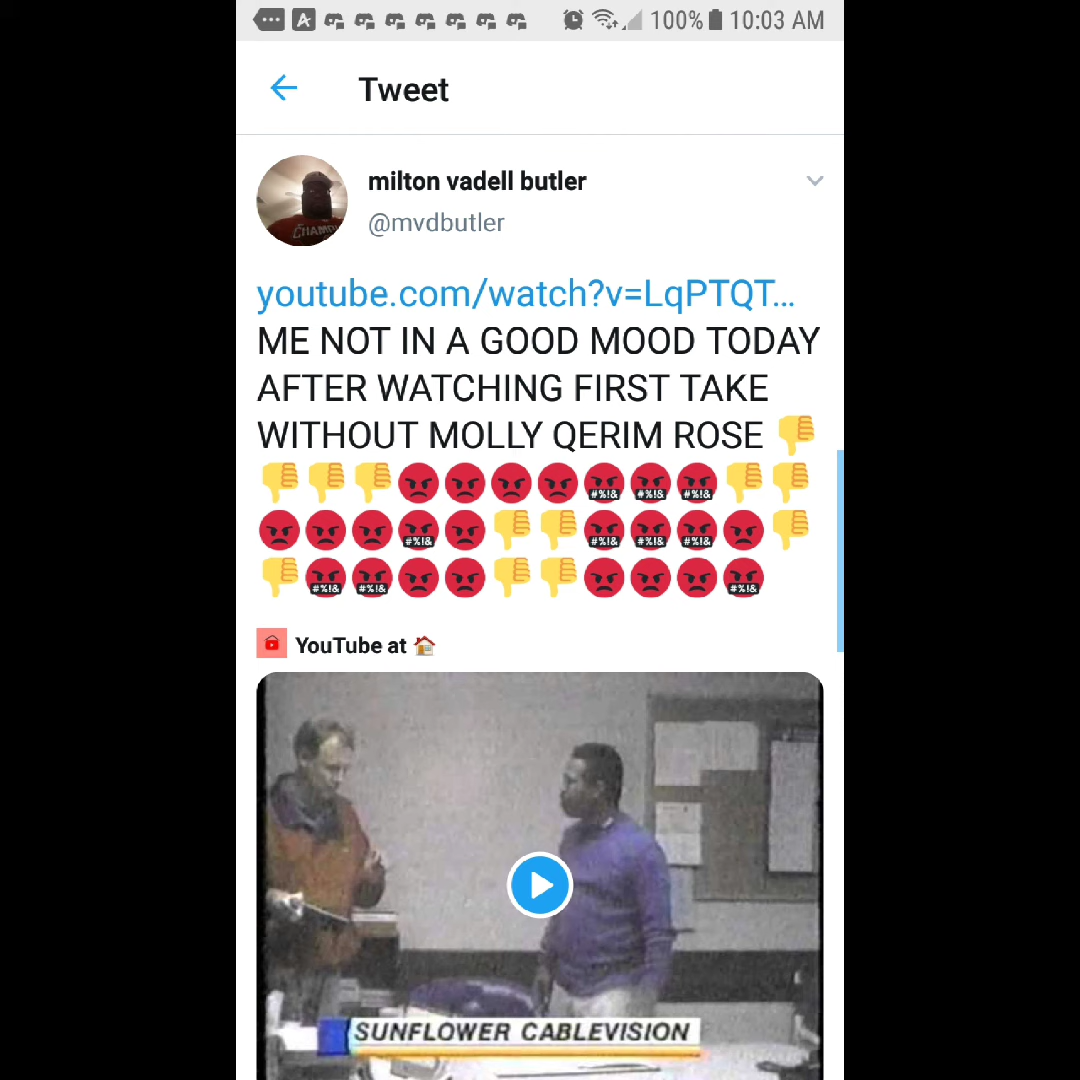 100% 10:03 AM
Tweet
milton vadell butler
@mvdbutler
youtube.com/watch?v=LqPTQT...
ME NOT IN A GOOD MOOD TODAY
AFTER WATCHING FIRST TAKE
WITHOUT MOLLY QERIM ROSE 👎
👎👎👎😡😡😡😡🤬🤬🤬👎👎
😡😡😡🤬😡👎👎🤬🤬🤬😡👎
👎🤬🤬😡😡👎👎😡😡😡🤬
YouTube at 🏠
SUNFLOWER CABLEVISION